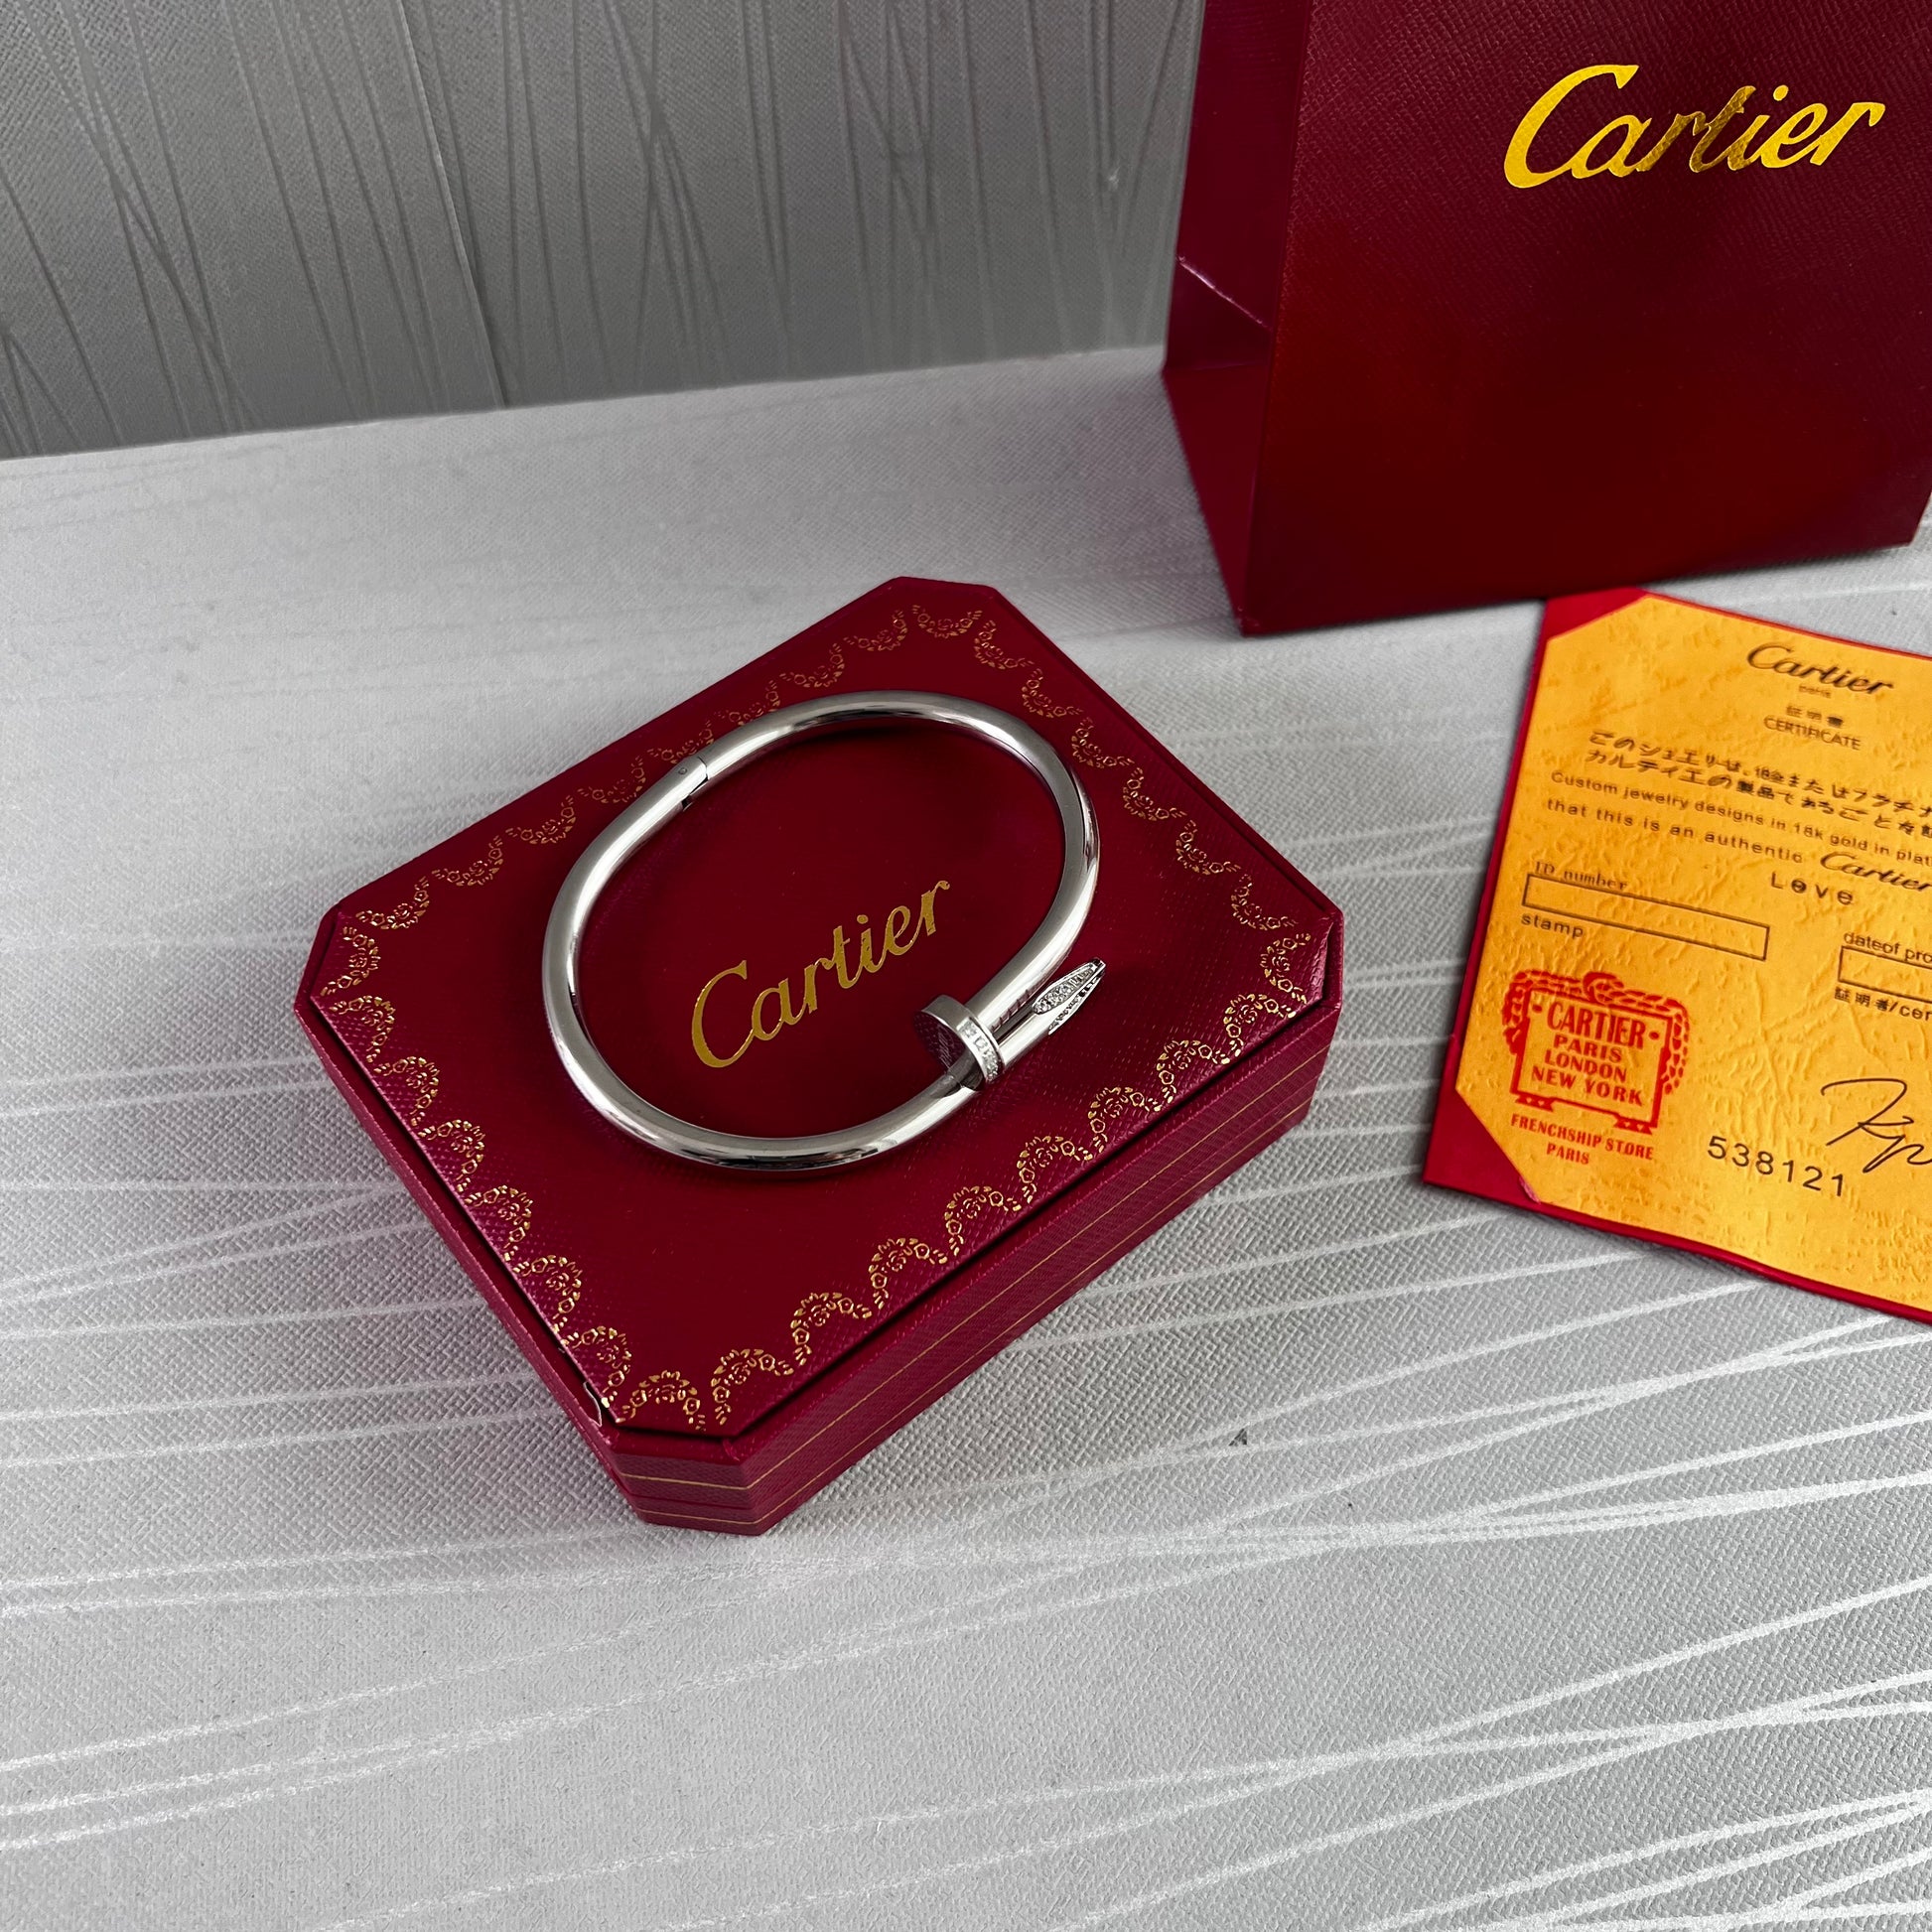 Cartier
Cartier
Cartier
paris
証明書
CERTIFICATE
このジュエリーは、18金またはプラチナ
カルティエの製品であることを
Custom jewelry designs in 18k gold in plat
that this is an authentic Cartier
Love
ID number
stamp
dateof pro
証明者/cer
CARTIER
PARIS
LONDON
NEW YORK
FRENCHSHIP STORE
PARIS
538121